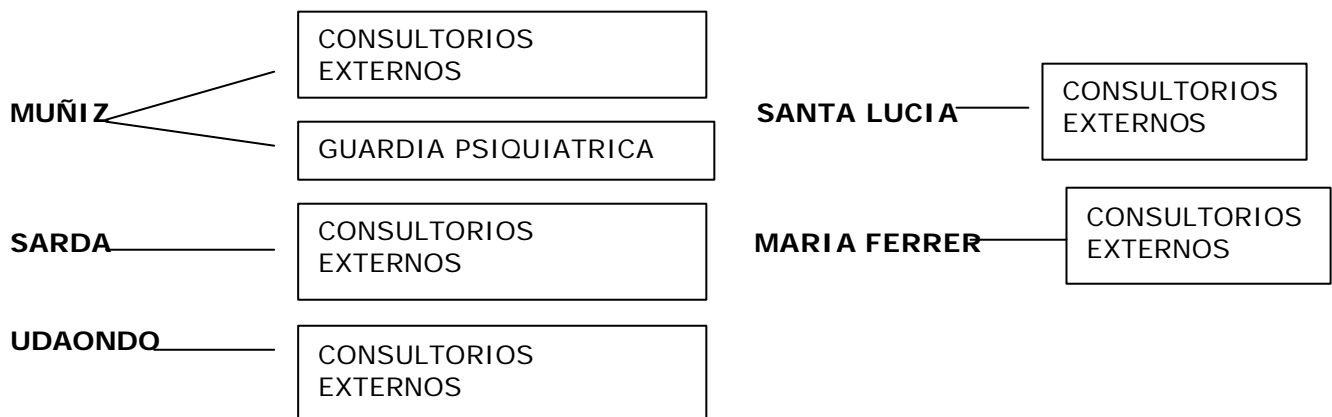 MUÑIZ
CONSULTORIOS
EXTERNOS
GUARDIA PSIQUIATRICA
SARDA
CONSULTORIOS
EXTERNOS
UDAONDO
CONSULTORIOS
EXTERNOS
SANTA LUCIA
CONSULTORIOS
EXTERNOS
MARIA FERRER
CONSULTORIOS
EXTERNOS